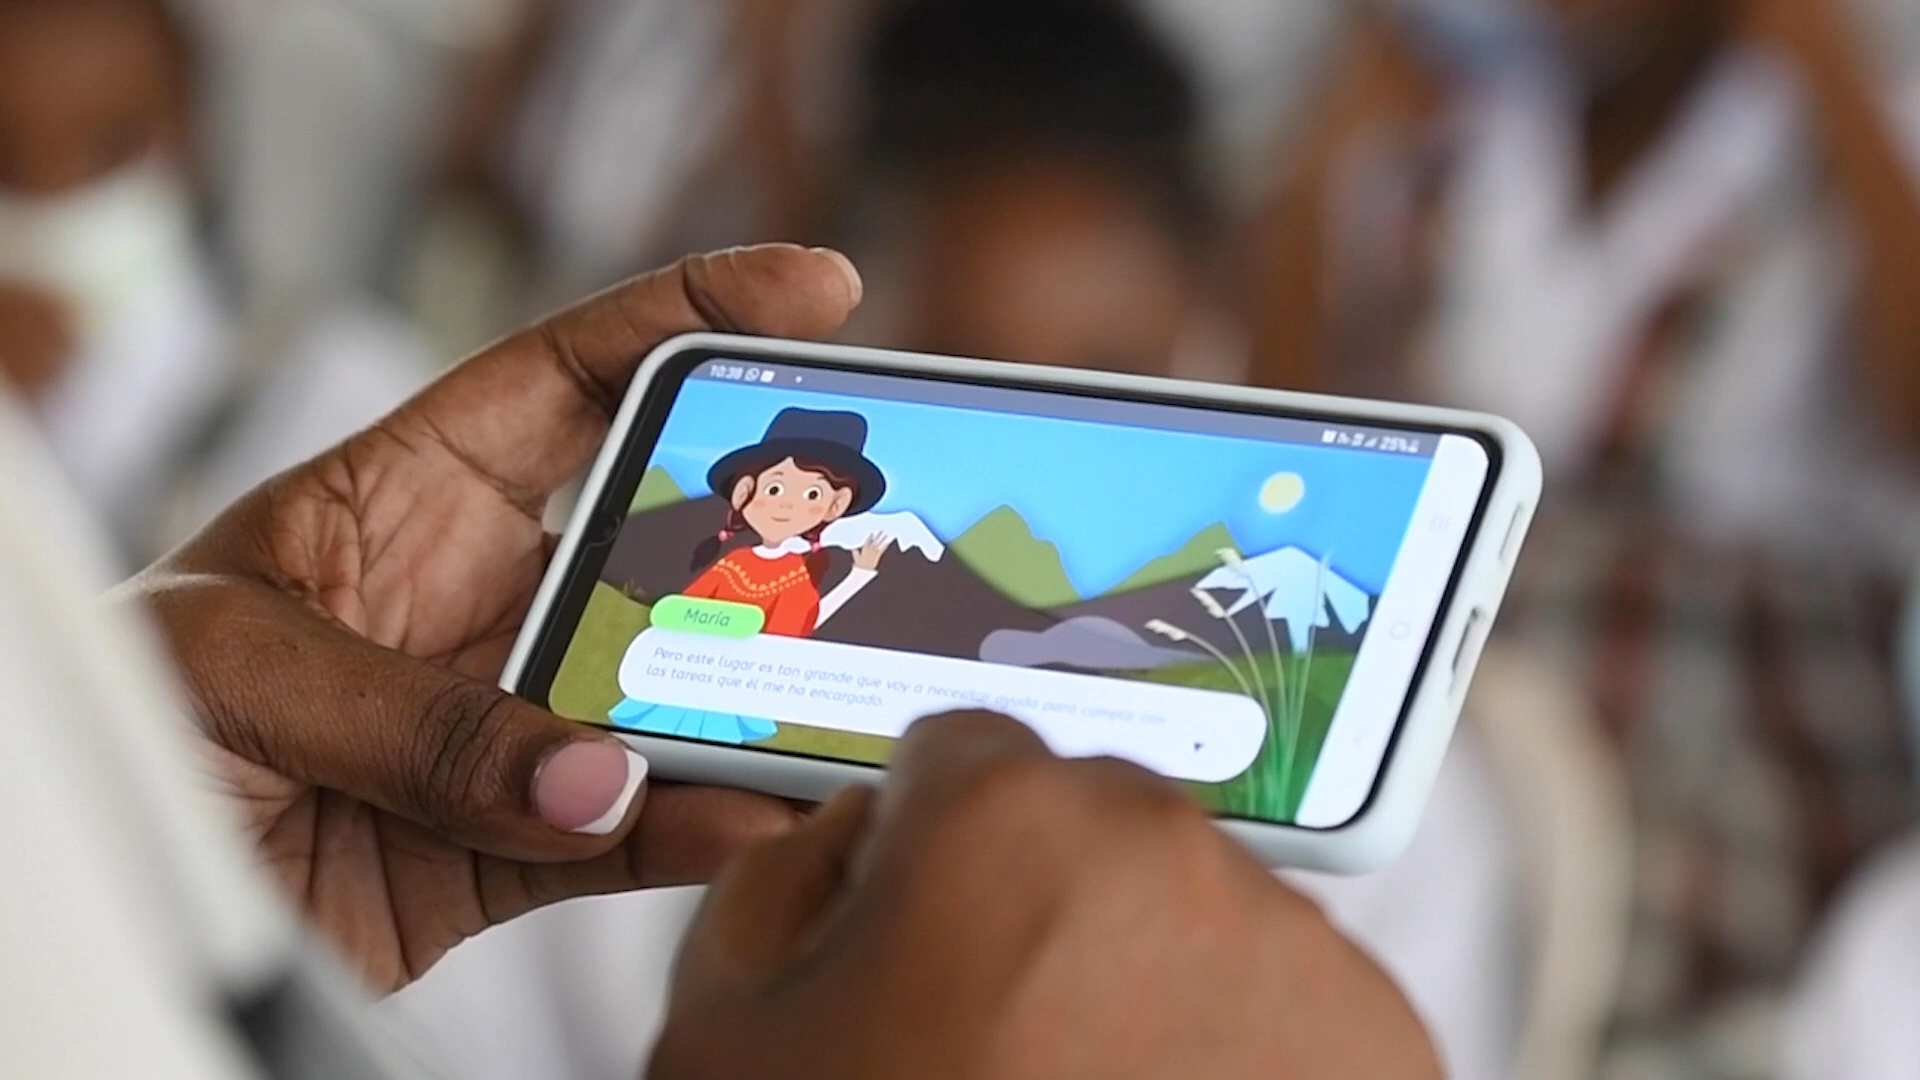 10:38
25%
María
Pero este lugar es tan grande que voy a necesitar ayuda para cumplir con
las tareas que él me ha encargado.